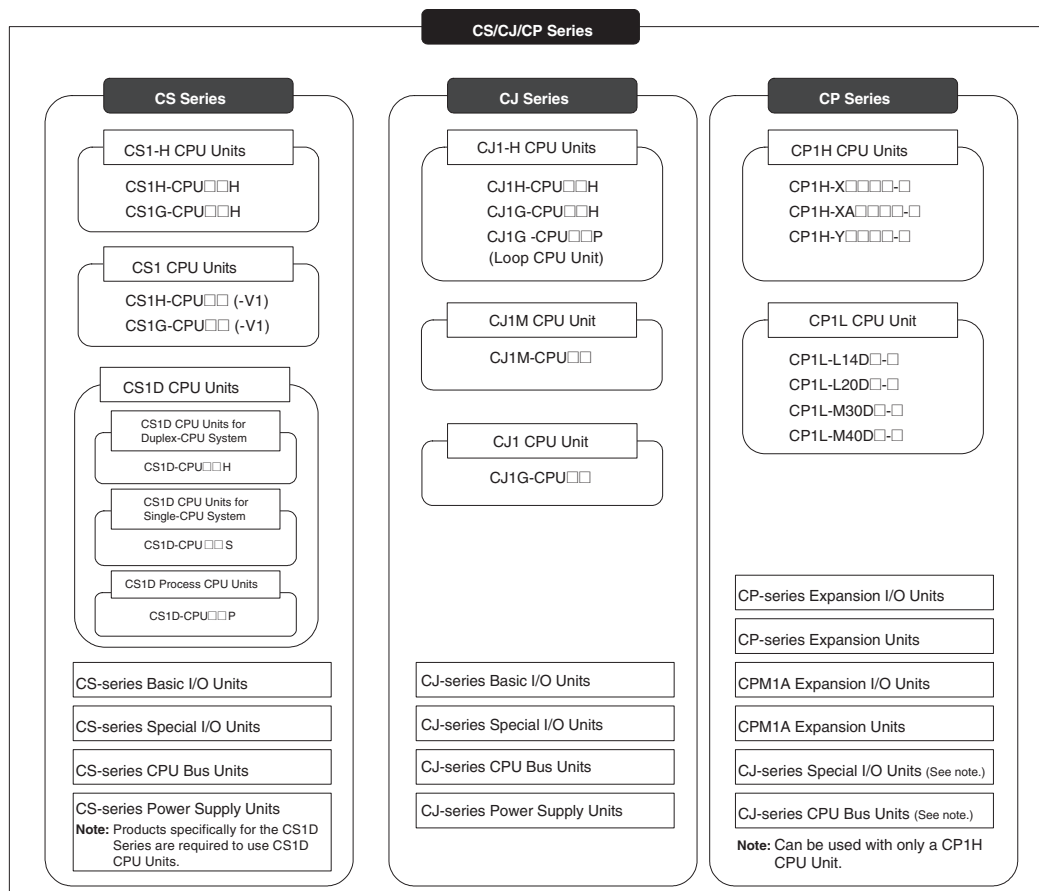 CS/CJ/CP Series
CS Series
CS1-H CPU Units
CS1H-CPU□□H
CS1G-CPU□□H
CS1 CPU Units
CS1H-CPU□□ (-V1)
CS1G-CPU□□ (-V1)
CS1D CPU Units
CS1D CPU Units for
Duplex-CPU System
CS1D-CPU□□H
CS1D CPU Units for
Single-CPU System
CS1D-CPU□□S
CS1D Process CPU Units
CS1D-CPU□□P
CS-series Basic I/O Units
CS-series Special I/O Units
CS-series CPU Bus Units
CS-series Power Supply Units
Note: Products specifically for the CS1D
Series are required to use CS1D
CPU Units.
CJ Series
CJ1-H CPU Units
CJ1H-CPU□□H
CJ1G-CPU□□H
CJ1G -CPU□□P
(Loop CPU Unit)
CJ1M CPU Unit
CJ1M-CPU□□
CJ1 CPU Unit
CJ1G-CPU□□
CJ-series Basic I/O Units
CJ-series Special I/O Units
CJ-series CPU Bus Units
CJ-series Power Supply Units
CP Series
CP1H CPU Units
CP1H-X□□□□-□
CP1H-XA□□□□-□
CP1H-Y□□□□-□
CP1L CPU Unit
CP1L-L14D□-□
CP1L-L20D□-□
CP1L-M30D□-□
CP1L-M40D□-□
CP-series Expansion I/O Units
CP-series Expansion Units
CPM1A Expansion I/O Units
CPM1A Expansion Units
CJ-series Special I/O Units (See note.)
CJ-series CPU Bus Units (See note.)
Note: Can be used with only a CP1H
CPU Unit.